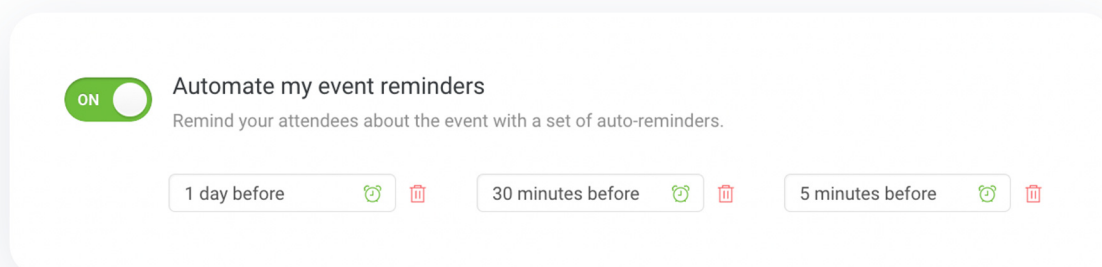 ON
Automate my event reminders
Remind your attendees about the event with a set of auto-reminders.
1 day before
30 minutes before
5 minutes before